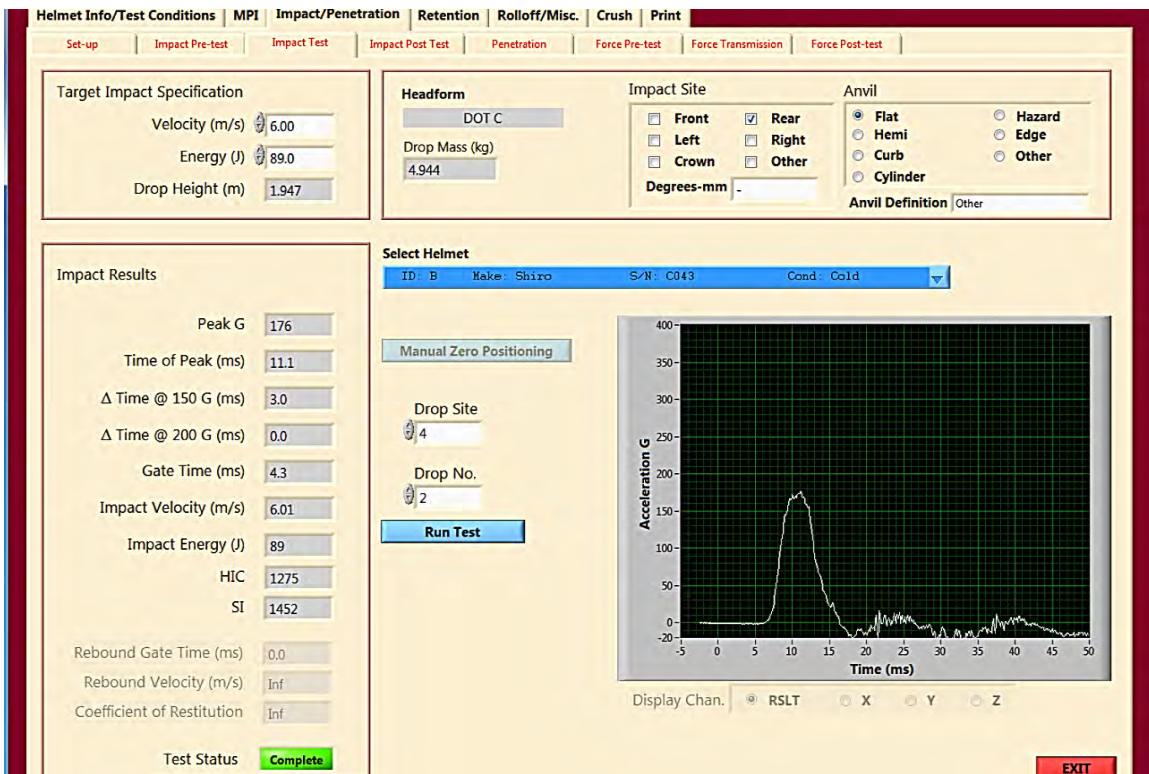 Helmet Info/Test Conditions MPI Impact/Penetration Retention Rolloff/Misc. Crush Print
Set-up Impact Pre-test Impact Test Impact Post Test Penetration Force Pre-test Force Transmission Force Post-test
Target Impact Specification
Velocity (m/s) 6.00
Energy (J) 89.0
Drop Height (m) 1.947
Headform
DOT C
Drop Mass (kg)
4.944
Impact Site
Front Rear
Left Right
Crown Other
Degrees-mm -
Anvil
Flat Hazard
Hemi Edge
Curb Other
Cylinder
Anvil Definition Other
Impact Results
Peak G 176
Time of Peak (ms) 11.1
Δ Time @ 150 G (ms) 3.0
Δ Time @ 200 G (ms) 0.0
Gate Time (ms) 4.3
Impact Velocity (m/s) 6.01
Impact Energy (J) 89
HIC 1275
SI 1452
Rebound Gate Time (ms) 0.0
Rebound Velocity (m/s) Inf
Coefficient of Restitution Inf
Test Status Complete
Select Helmet
ID: B Make: Shiro S/N: C043 Cond: Cold
Manual Zero Positioning
Drop Site
4
Drop No.
2
Run Test
Acceleration G
400
350
300
250
200
150
100
50
0
-20
-5 0 5 10 15 20 25 30 35 40 45 50
Time (ms)
Display Chan. RSLT X Y Z
EXIT